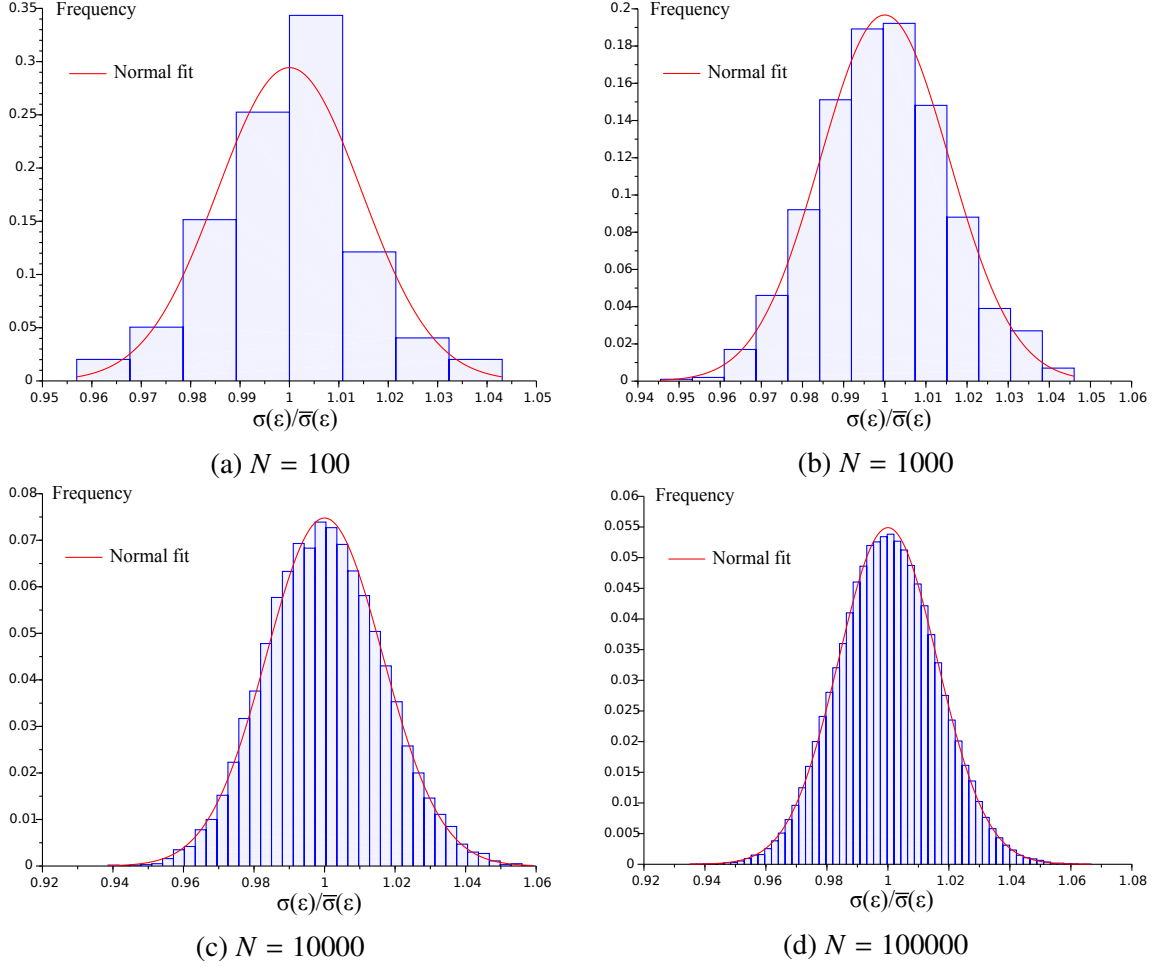 Frequency
0.35
0.3
0.25
0.2
0.15
0.1
0.05
0
Normal fit
0.95 0.96 0.97 0.98 0.99 1 1.01 1.02 1.03 1.04 1.05
σ(ε)/σ̅(ε)
(a) N = 100
Frequency
0.2
0.18
0.16
0.14
0.12
0.1
0.08
0.06
0.04
0.02
0
Normal fit
0.94 0.95 0.96 0.97 0.98 0.99 1 1.01 1.02 1.03 1.04 1.05 1.06
σ(ε)/σ̅(ε)
(b) N = 1000
Frequency
0.08
0.07
0.06
0.05
0.04
0.03
0.02
0.01
0
Normal fit
0.92 0.94 0.96 0.98 1 1.02 1.04 1.06
σ(ε)/σ̅(ε)
(c) N = 10000
Frequency
0.06
0.055
0.05
0.045
0.04
0.035
0.03
0.025
0.02
0.015
0.01
0.005
0
Normal fit
0.92 0.94 0.96 0.98 1 1.02 1.04 1.06 1.08
σ(ε)/σ̅(ε)
(d) N = 100000